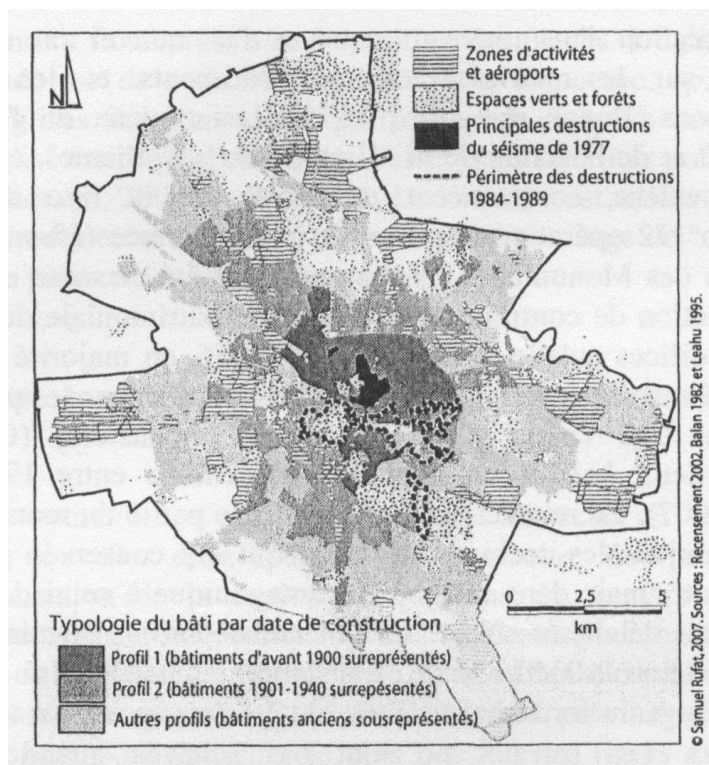 Zones d'activités
et aéroports
Espaces verts et forêts
Principales destructions
du séisme de 1977
Périmètre des destructions
1984-1989
N
0 2,5 5
km
Typologie du bâti par date de construction
Profil 1 (bâtiments d'avant 1900 surreprésentés)
Profil 2 (bâtiments 1901-1940 surrepésentés)
Autres profils (bâtiments anciens sousreprésentés)
© Samuel Rufat, 2007. Sources : Recensement 2002, Balan 1982 et Leahu 1995.